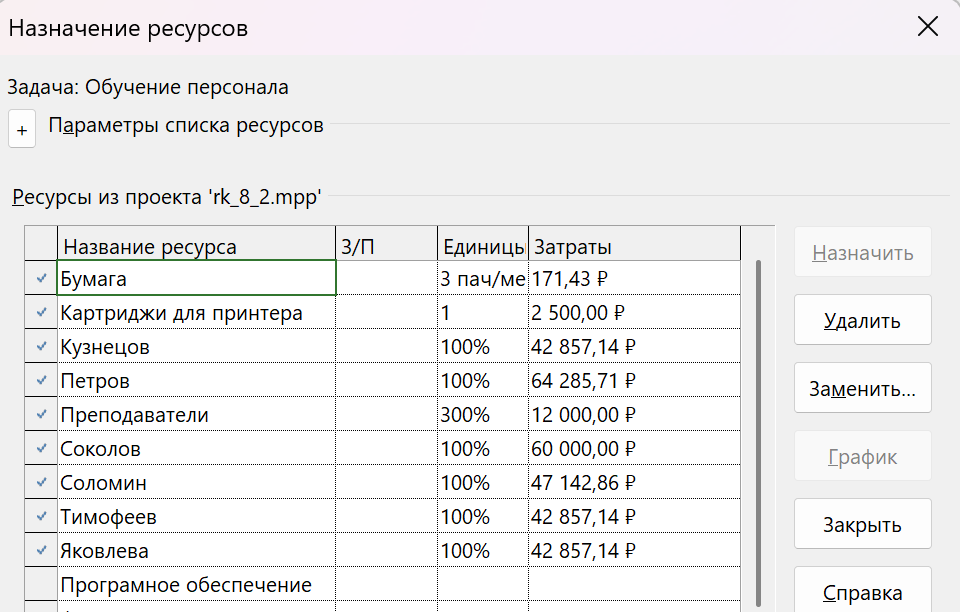 Назначение ресурсов
Задача: Обучение персонала
+ Параметры списка ресурсов
Ресурсы из проекта 'rk_8_2.mpp'
Название ресурса З/П Единицы Затраты
Бумага 3 пач/ме 171,43 ₽
Картриджи для принтера 1 2 500,00 ₽
Кузнецов 100% 42 857,14 ₽
Петров 100% 64 285,71 ₽
Преподаватели 300% 12 000,00 ₽
Соколов 100% 60 000,00 ₽
Соломин 100% 47 142,86 ₽
Тимофеев 100% 42 857,14 ₽
Яковлева 100% 42 857,14 ₽
Програмное обеспечение
Назначить
Удалить
Заменить...
График
Закрыть
Справка